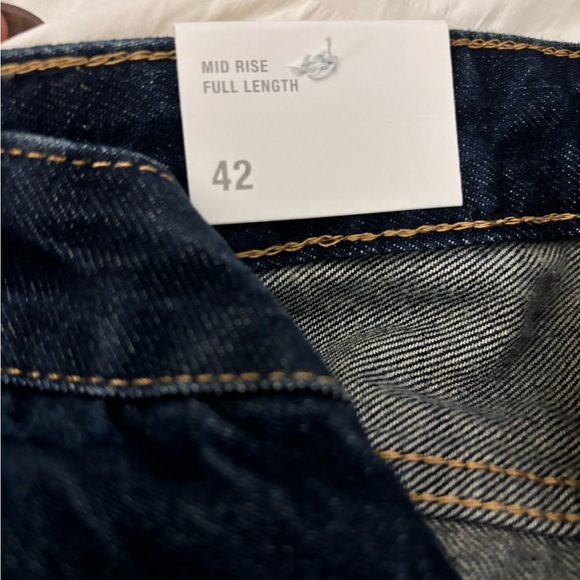 MID RISE
FULL LENGTH
42